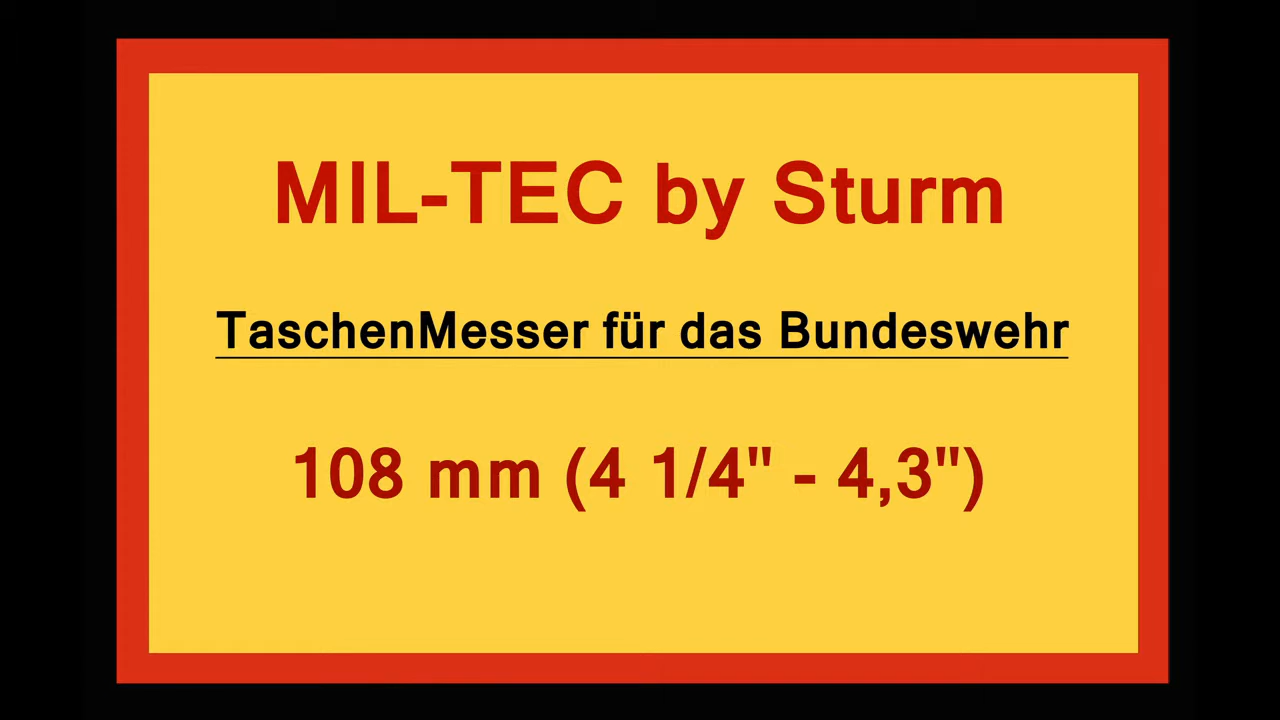 MIL-TEC by Sturm
TaschenMesser für das Bundeswehr
108 mm (4 1/4" - 4,3")